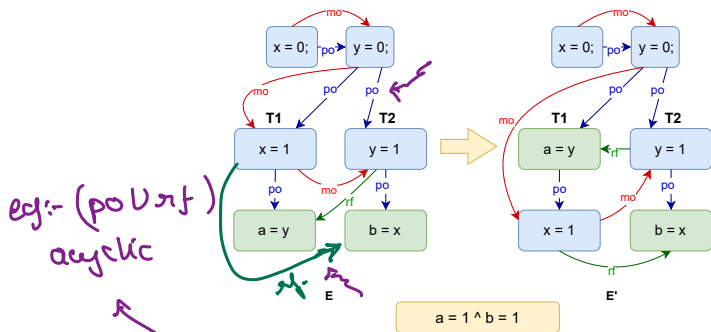 mo
x = 0;
po
y = 0;
mo
po
po
T1
T2
x = 1
mo
y = 1
po
po
rf
a = y
b = x
rf
E
eg:- (po U rf)
acyclic
mo
x = 0;
po
y = 0;
mo
po
po
T1
T2
a = y
rf
y = 1
po
mo
po
x = 1
b = x
rf
E'
a = 1 ^ b = 1